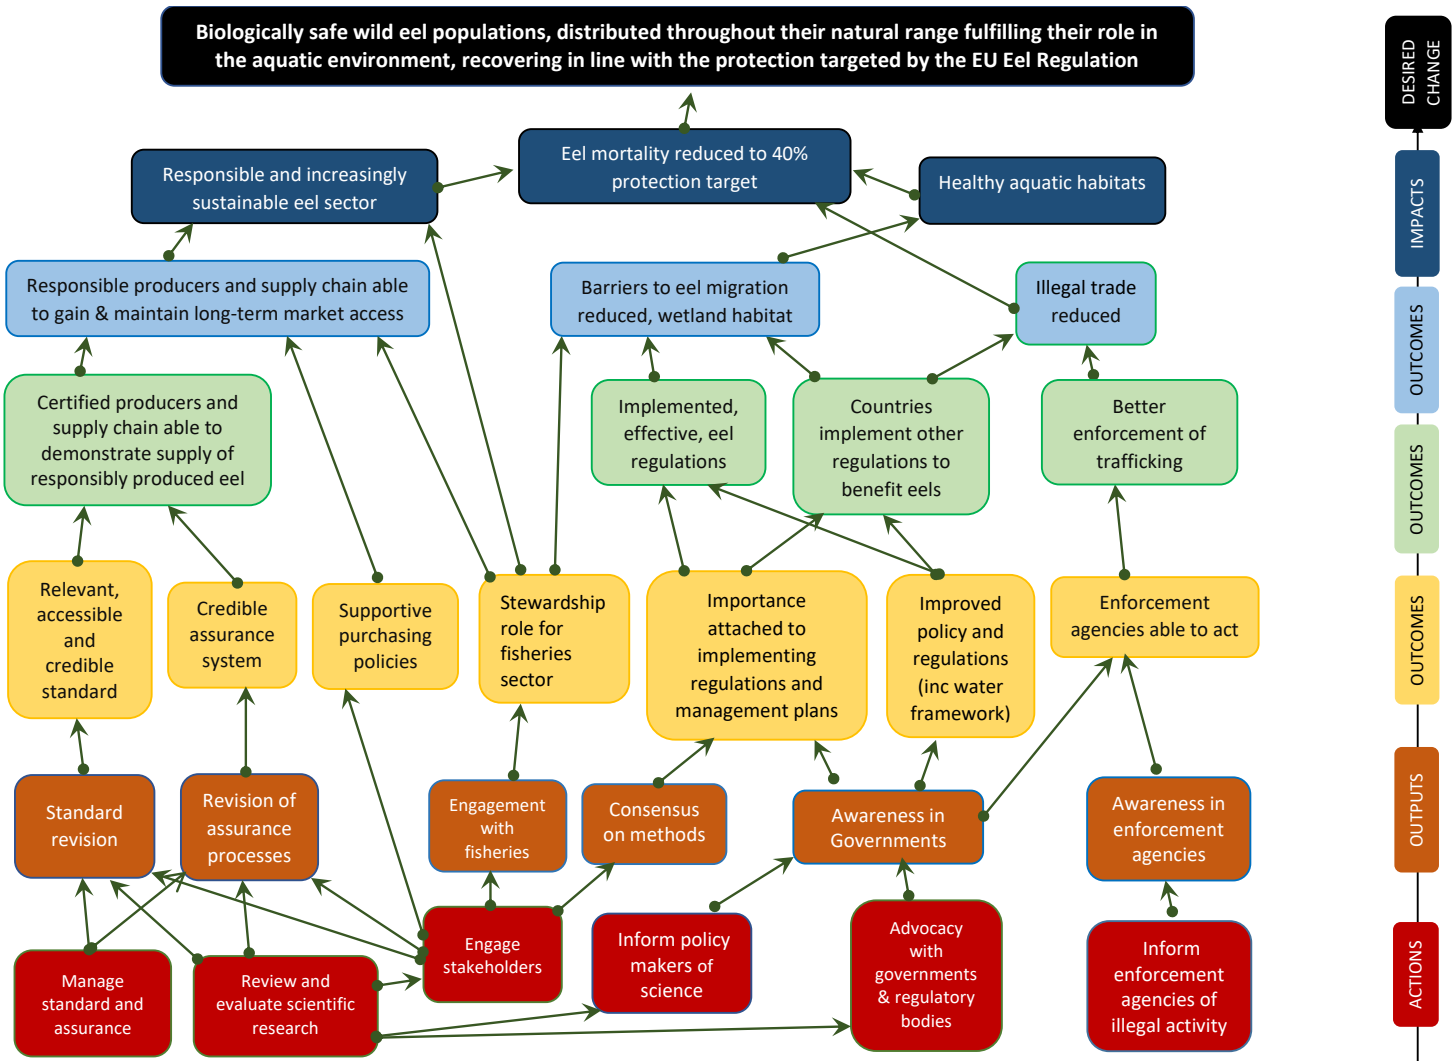 Biologically safe wild eel populations, distributed throughout their natural range fulfilling their role in
the aquatic environment, recovering in line with the protection targeted by the EU Eel Regulation
DESIRED
CHANGE
Responsible and increasingly
sustainable eel sector
Eel mortality reduced to 40%
protection target
Healthy aquatic habitats
IMPACTS
Responsible producers and supply chain able
to gain & maintain long-term market access
Barriers to eel migration
reduced, wetland habitat
Illegal trade
reduced
OUTCOMES
Certified producers and
supply chain able to
demonstrate supply of
responsibly produced eel
Implemented,
effective, eel
regulations
Countries
implement other
regulations to
benefit eels
Better
enforcement of
trafficking
OUTCOMES
Relevant,
accessible
and
credible
standard
Credible
assurance
system
Supportive
purchasing
policies
Stewardship
role for
fisheries
sector
Importance
attached to
implementing
regulations and
management plans
Improved
policy and
regulations
(inc water
framework)
Enforcement
agencies able to act
OUTCOMES
Standard
revision
Revision of
assurance
processes
Engagement
with
fisheries
Consensus
on methods
Awareness in
Governments
Awareness in
enforcement
agencies
OUTPUTS
Manage
standard and
assurance
Review and
evaluate scientific
research
Engage
stakeholders
Inform policy
makers of
science
Advocacy
with
governments
& regulatory
bodies
Inform
enforcement
agencies of
illegal activity
ACTIONS